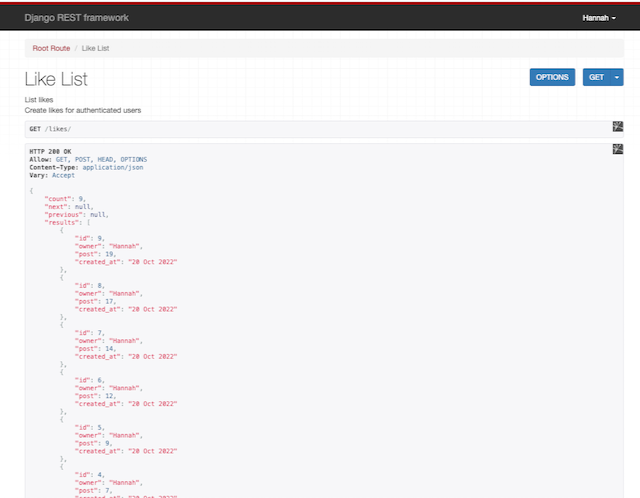 Django REST framework
Hannah
Root Route / Like List
Like List
OPTIONS
GET
List likes
Create likes for authenticated users
GET /likes/
HTTP 200 OK
Allow: GET, POST, HEAD, OPTIONS
Content-Type: application/json
Vary: Accept
{
"count": 9,
"next": null,
"previous": null,
"results": [
{
"id": 9,
"owner": "Hannah",
"post": 19,
"created_at": "20 Oct 2022"
},
{
"id": 8,
"owner": "Hannah",
"post": 17,
"created_at": "20 Oct 2022"
},
{
"id": 7,
"owner": "Hannah",
"post": 14,
"created_at": "20 Oct 2022"
},
{
"id": 6,
"owner": "Hannah",
"post": 12,
"created_at": "20 Oct 2022"
},
{
"id": 5,
"owner": "Hannah",
"post": 9,
"created_at": "20 Oct 2022"
},
{
"id": 4,
"owner": "Hannah",
"post": 7,
"created_at": "20 Oct 2022"